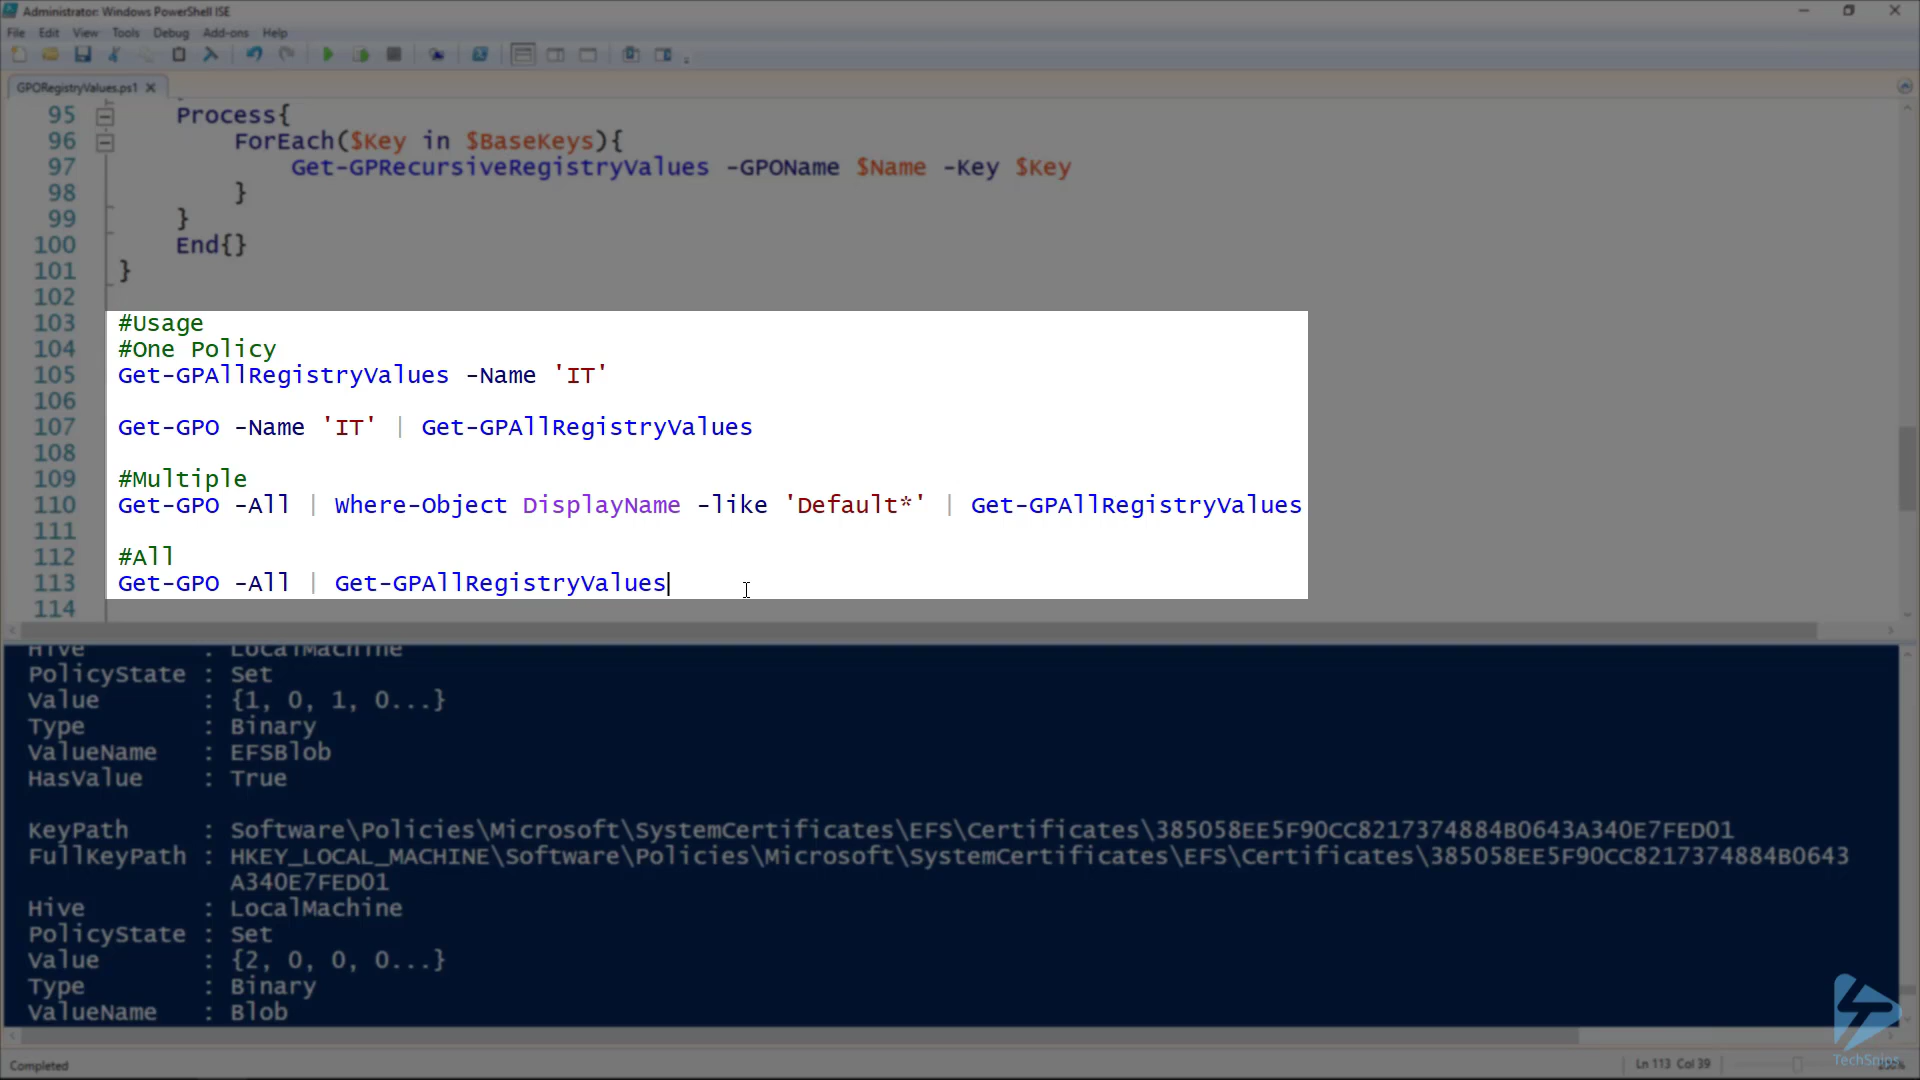 Administrator: Windows PowerShell ISE
File Edit View Tools Debug Add-ons Help
GPORegistryValues.ps1
95 Process{
96 ForEach($Key in $BaseKeys){
97 Get-GPRecursiveRegistryValues -GPOName $Name -Key $Key
98 }
99 }
100 End{}
101 }
102
103 #Usage
104 #One Policy
105 Get-GPAllRegistryValues -Name 'IT'
106
107 Get-GPO -Name 'IT' | Get-GPAllRegistryValues
108
109 #Multiple
110 Get-GPO -All | Where-Object DisplayName -like 'Default*' | Get-GPAllRegistryValues
111
112 #All
113 Get-GPO -All | Get-GPAllRegistryValues
114
Hive : LocalMachine
PolicyState : Set
Value : {1, 0, 1, 0...}
Type : Binary
ValueName : EFSBlob
HasValue : True
KeyPath : Software\Policies\Microsoft\SystemCertificates\EFS\Certificates\385058EE5F90CC8217374884B0643A340E7FED01
FullKeyPath : HKEY_LOCAL_MACHINE\Software\Policies\Microsoft\SystemCertificates\EFS\Certificates\385058EE5F90CC8217374884B0643
A340E7FED01
Hive : LocalMachine
PolicyState : Set
Value : {2, 0, 0, 0...}
Type : Binary
ValueName : Blob
Completed
Ln 113 Col 39
TechSnips